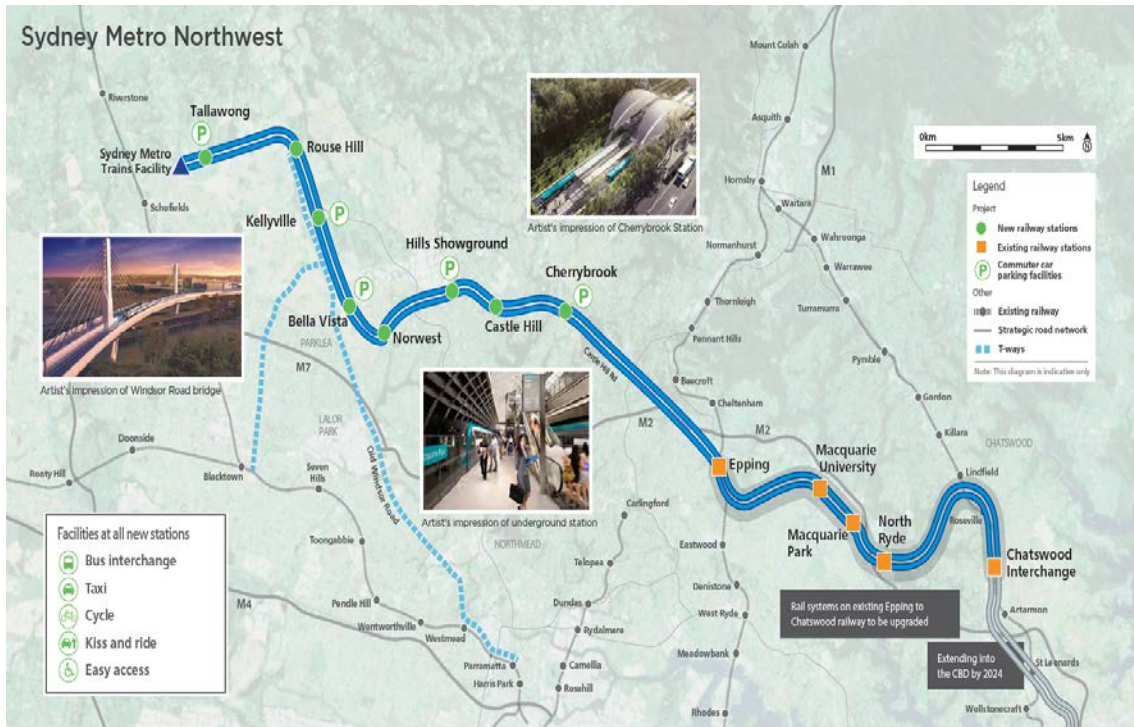 Sydney Metro Northwest
Mount Colah
Riverstone
Tallawong
P
Asquith
0km
5km
N
Sydney Metro
Trains Facility
Rouse Hill
M1
Hornsby
Legend
Project
New railway stations
Existing railway stations
P
Commuter car
parking facilities
Other
Existing railway
Strategic road network
T-ways
Note: This diagram is indicative only
Schofields
Kellyville
P
Artist's impression of Cherrybrook Station
Waitara
Wahroonga
Normanhurst
Warrawee
Hills Showground
P
Cherrybrook
P
Thornleigh
Turramurra
P
Bella Vista
PARKLEA
Norwest
Castle Hill
Pennant Hills
Castle Hill Rd
Pymble
Artist's impression of Windsor Road bridge
M7
Beecroft
Cheltenham
Gordon
LALOR
PARK
M2
M2
Killara
CHATSWOOD
Doonside
Rooty Hill
Blacktown
Seven
Hills
Old Windsor Road
Epping
Macquarie
University
Lindfield
Artist's impression of underground station
Carlingford
Macquarie
Park
North
Ryde
Roseville
Facilities at all new stations
Bus interchange
Taxi
Cycle
Kiss and ride
Easy access
Toongabbie
NORTHMEAD
Eastwood
Telopea
Chatswood
Interchange
Denistone
M4
Pendle Hill
Dundas
Wentworthville
Westmead
Rydalmere
West Ryde
Rail systems on existing Epping to
Chatswood railway to be upgraded
Artarmon
Parramatta
Camellia
Meadowbank
Extending into
the CBD by 2024
St Leonards
Harris Park
Rosehill
Rhodes
Wollstonecraft